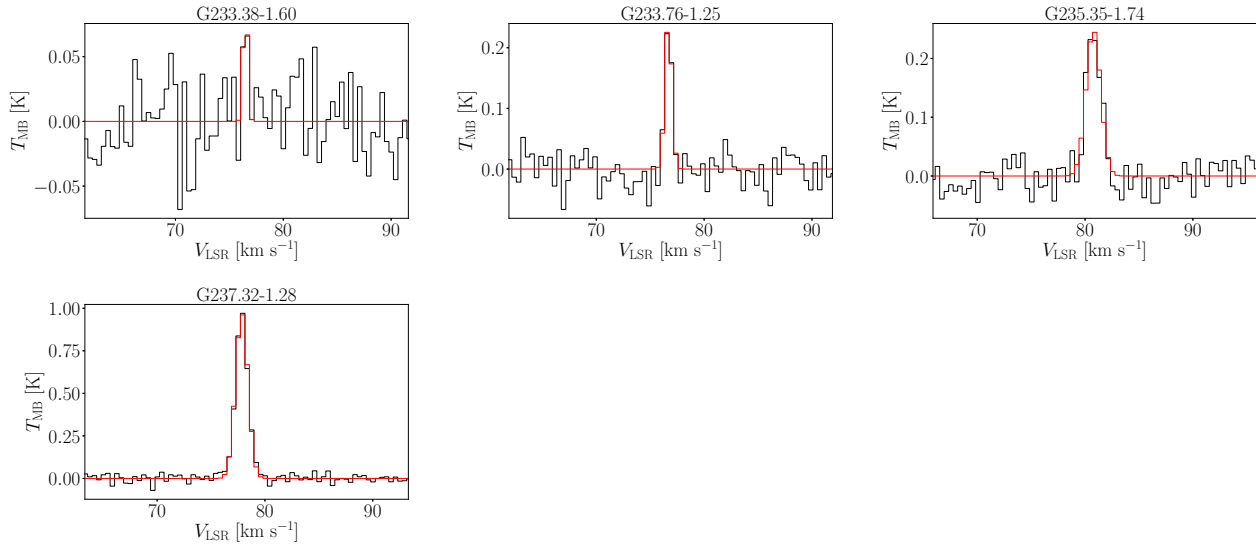 G233.38-1.60
G233.76-1.25
G235.35-1.74
0.05
0.00
−0.05
T_MB [K]
70
80
90
V_LSR [km s⁻¹]
0.2
0.1
0.0
T_MB [K]
70
80
90
V_LSR [km s⁻¹]
0.2
0.1
0.0
T_MB [K]
70
80
90
V_LSR [km s⁻¹]
G237.32-1.28
1.00
0.75
0.50
0.25
0.00
T_MB [K]
70
80
90
V_LSR [km s⁻¹]